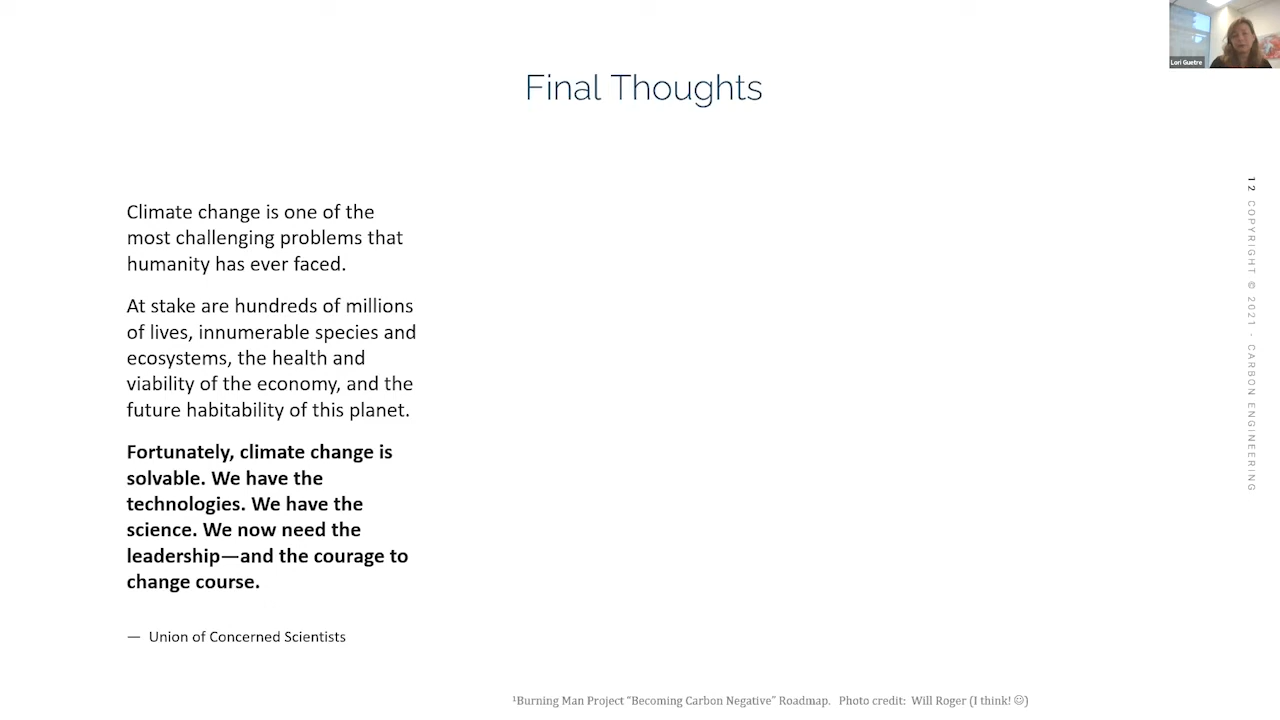 Lori Guetre
Final Thoughts
Climate change is one of the
most challenging problems that
humanity has ever faced.
At stake are hundreds of millions
of lives, innumerable species and
ecosystems, the health and
viability of the economy, and the
future habitability of this planet.
Fortunately, climate change is
solvable. We have the
technologies. We have the
science. We now need the
leadership—and the courage to
change course.
— Union of Concerned Scientists
¹Burning Man Project “Becoming Carbon Negative” Roadmap. Photo credit: Will Roger (I think! ☺)
12 COPYRIGHT © 2021 - CARBON ENGINEERING